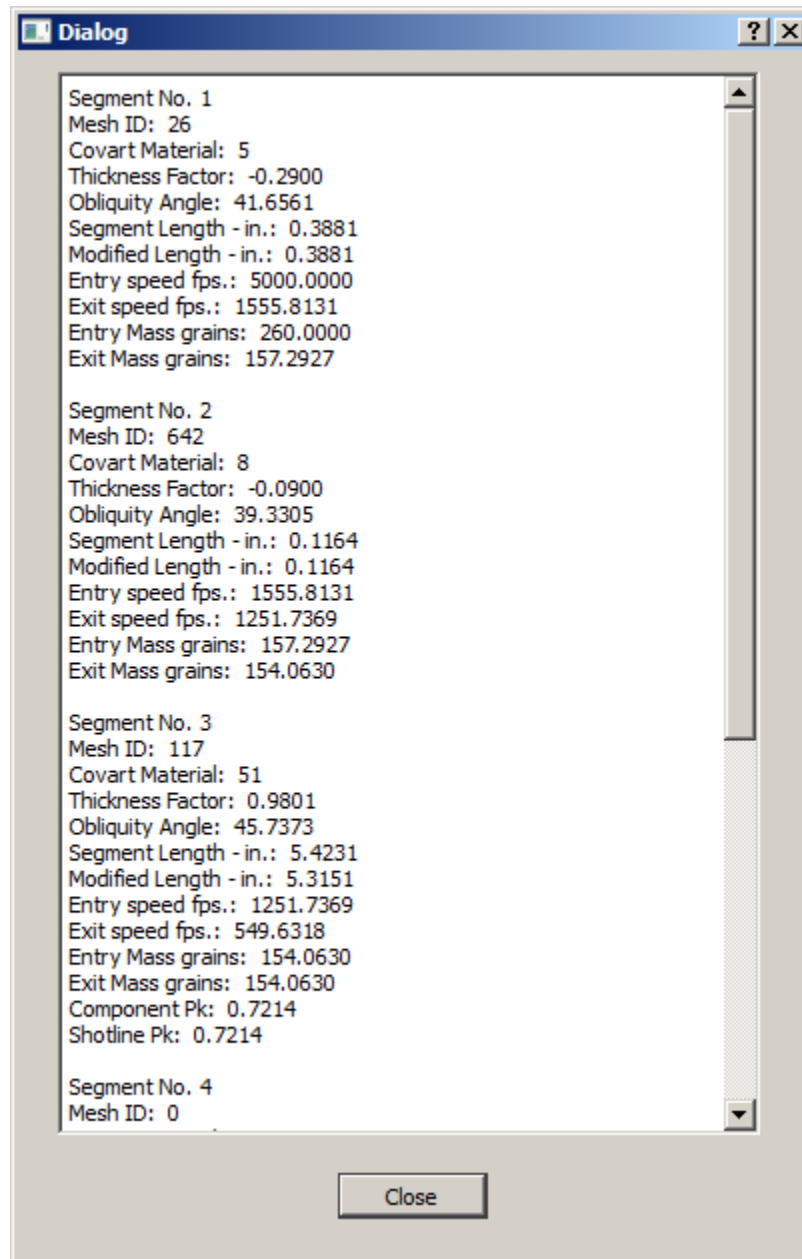 Dialog
Segment No. 1
Mesh ID: 26
Covart Material: 5
Thickness Factor: -0.2900
Obliquity Angle: 41.6561
Segment Length - in.: 0.3881
Modified Length - in.: 0.3881
Entry speed fps.: 5000.0000
Exit speed fps.: 1555.8131
Entry Mass grains: 260.0000
Exit Mass grains: 157.2927
Segment No. 2
Mesh ID: 642
Covart Material: 8
Thickness Factor: -0.0900
Obliquity Angle: 39.3305
Segment Length - in.: 0.1164
Modified Length - in.: 0.1164
Entry speed fps.: 1555.8131
Exit speed fps.: 1251.7369
Entry Mass grains: 157.2927
Exit Mass grains: 154.0630
Segment No. 3
Mesh ID: 117
Covart Material: 51
Thickness Factor: 0.9801
Obliquity Angle: 45.7373
Segment Length - in.: 5.4231
Modified Length - in.: 5.3151
Entry speed fps.: 1251.7369
Exit speed fps.: 549.6318
Entry Mass grains: 154.0630
Exit Mass grains: 154.0630
Component Pk: 0.7214
Shotline Pk: 0.7214
Segment No. 4
Mesh ID: 0
Close